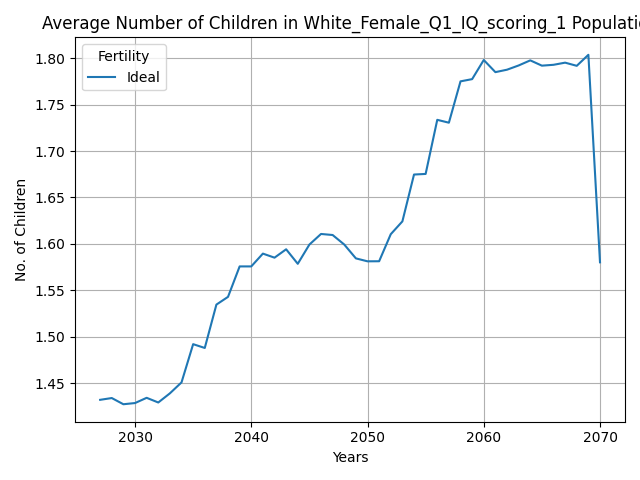 Average Number of Children in White_Female_Q1_IQ_scoring_1 Populatio
Fertility
Ideal
No. of Children
1.80
1.75
1.70
1.65
1.60
1.55
1.50
1.45
2030 2040 2050 2060 2070
Years